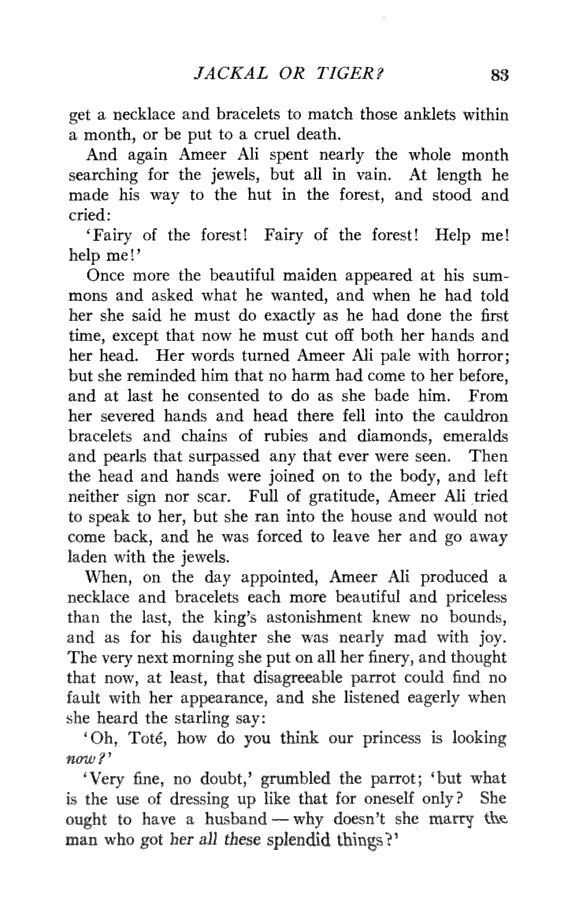 JACKAL OR TIGER? 83
get a necklace and bracelets to match those anklets within
a month, or be put to a cruel death.
And again Ameer Ali spent nearly the whole month
searching for the jewels, but all in vain. At length he
made his way to the hut in the forest, and stood and
cried:
‘Fairy of the forest! Fairy of the forest! Help me!
help me!’
Once more the beautiful maiden appeared at his sum-
mons and asked what he wanted, and when he had told
her she said he must do exactly as he had done the first
time, except that now he must cut off both her hands and
her head. Her words turned Ameer Ali pale with horror;
but she reminded him that no harm had come to her before,
and at last he consented to do as she bade him. From
her severed hands and head there fell into the cauldron
bracelets and chains of rubies and diamonds, emeralds
and pearls that surpassed any that ever were seen. Then
the head and hands were joined on to the body, and left
neither sign nor scar. Full of gratitude, Ameer Ali tried
to speak to her, but she ran into the house and would not
come back, and he was forced to leave her and go away
laden with the jewels.
When, on the day appointed, Ameer Ali produced a
necklace and bracelets each more beautiful and priceless
than the last, the king’s astonishment knew no bounds,
and as for his daughter she was nearly mad with joy.
The very next morning she put on all her finery, and thought
that now, at least, that disagreeable parrot could find no
fault with her appearance, and she listened eagerly when
she heard the starling say:
‘Oh, Toté, how do you think our princess is looking
now?’
‘Very fine, no doubt,’ grumbled the parrot; ‘but what
is the use of dressing up like that for oneself only? She
ought to have a husband — why doesn’t she marry the
man who got her all these splendid things?’